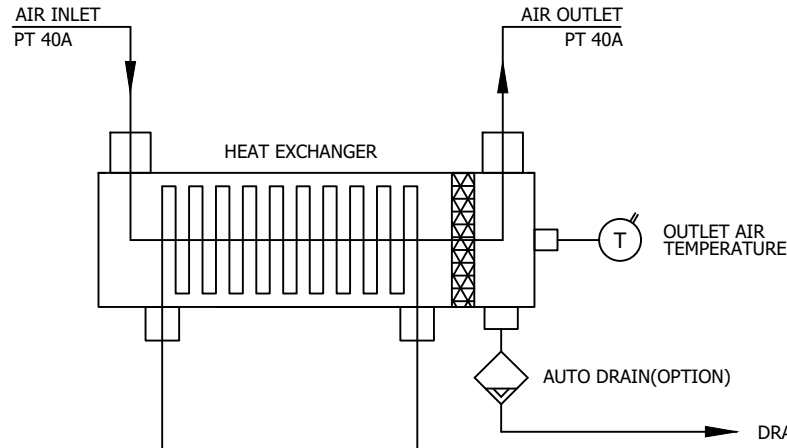 AIR INLET
PT 40A
AIR OUTLET
PT 40A
HEAT EXCHANGER
T
OUTLET AIR
TEMPERATURE
AUTO DRAIN(OPTION)